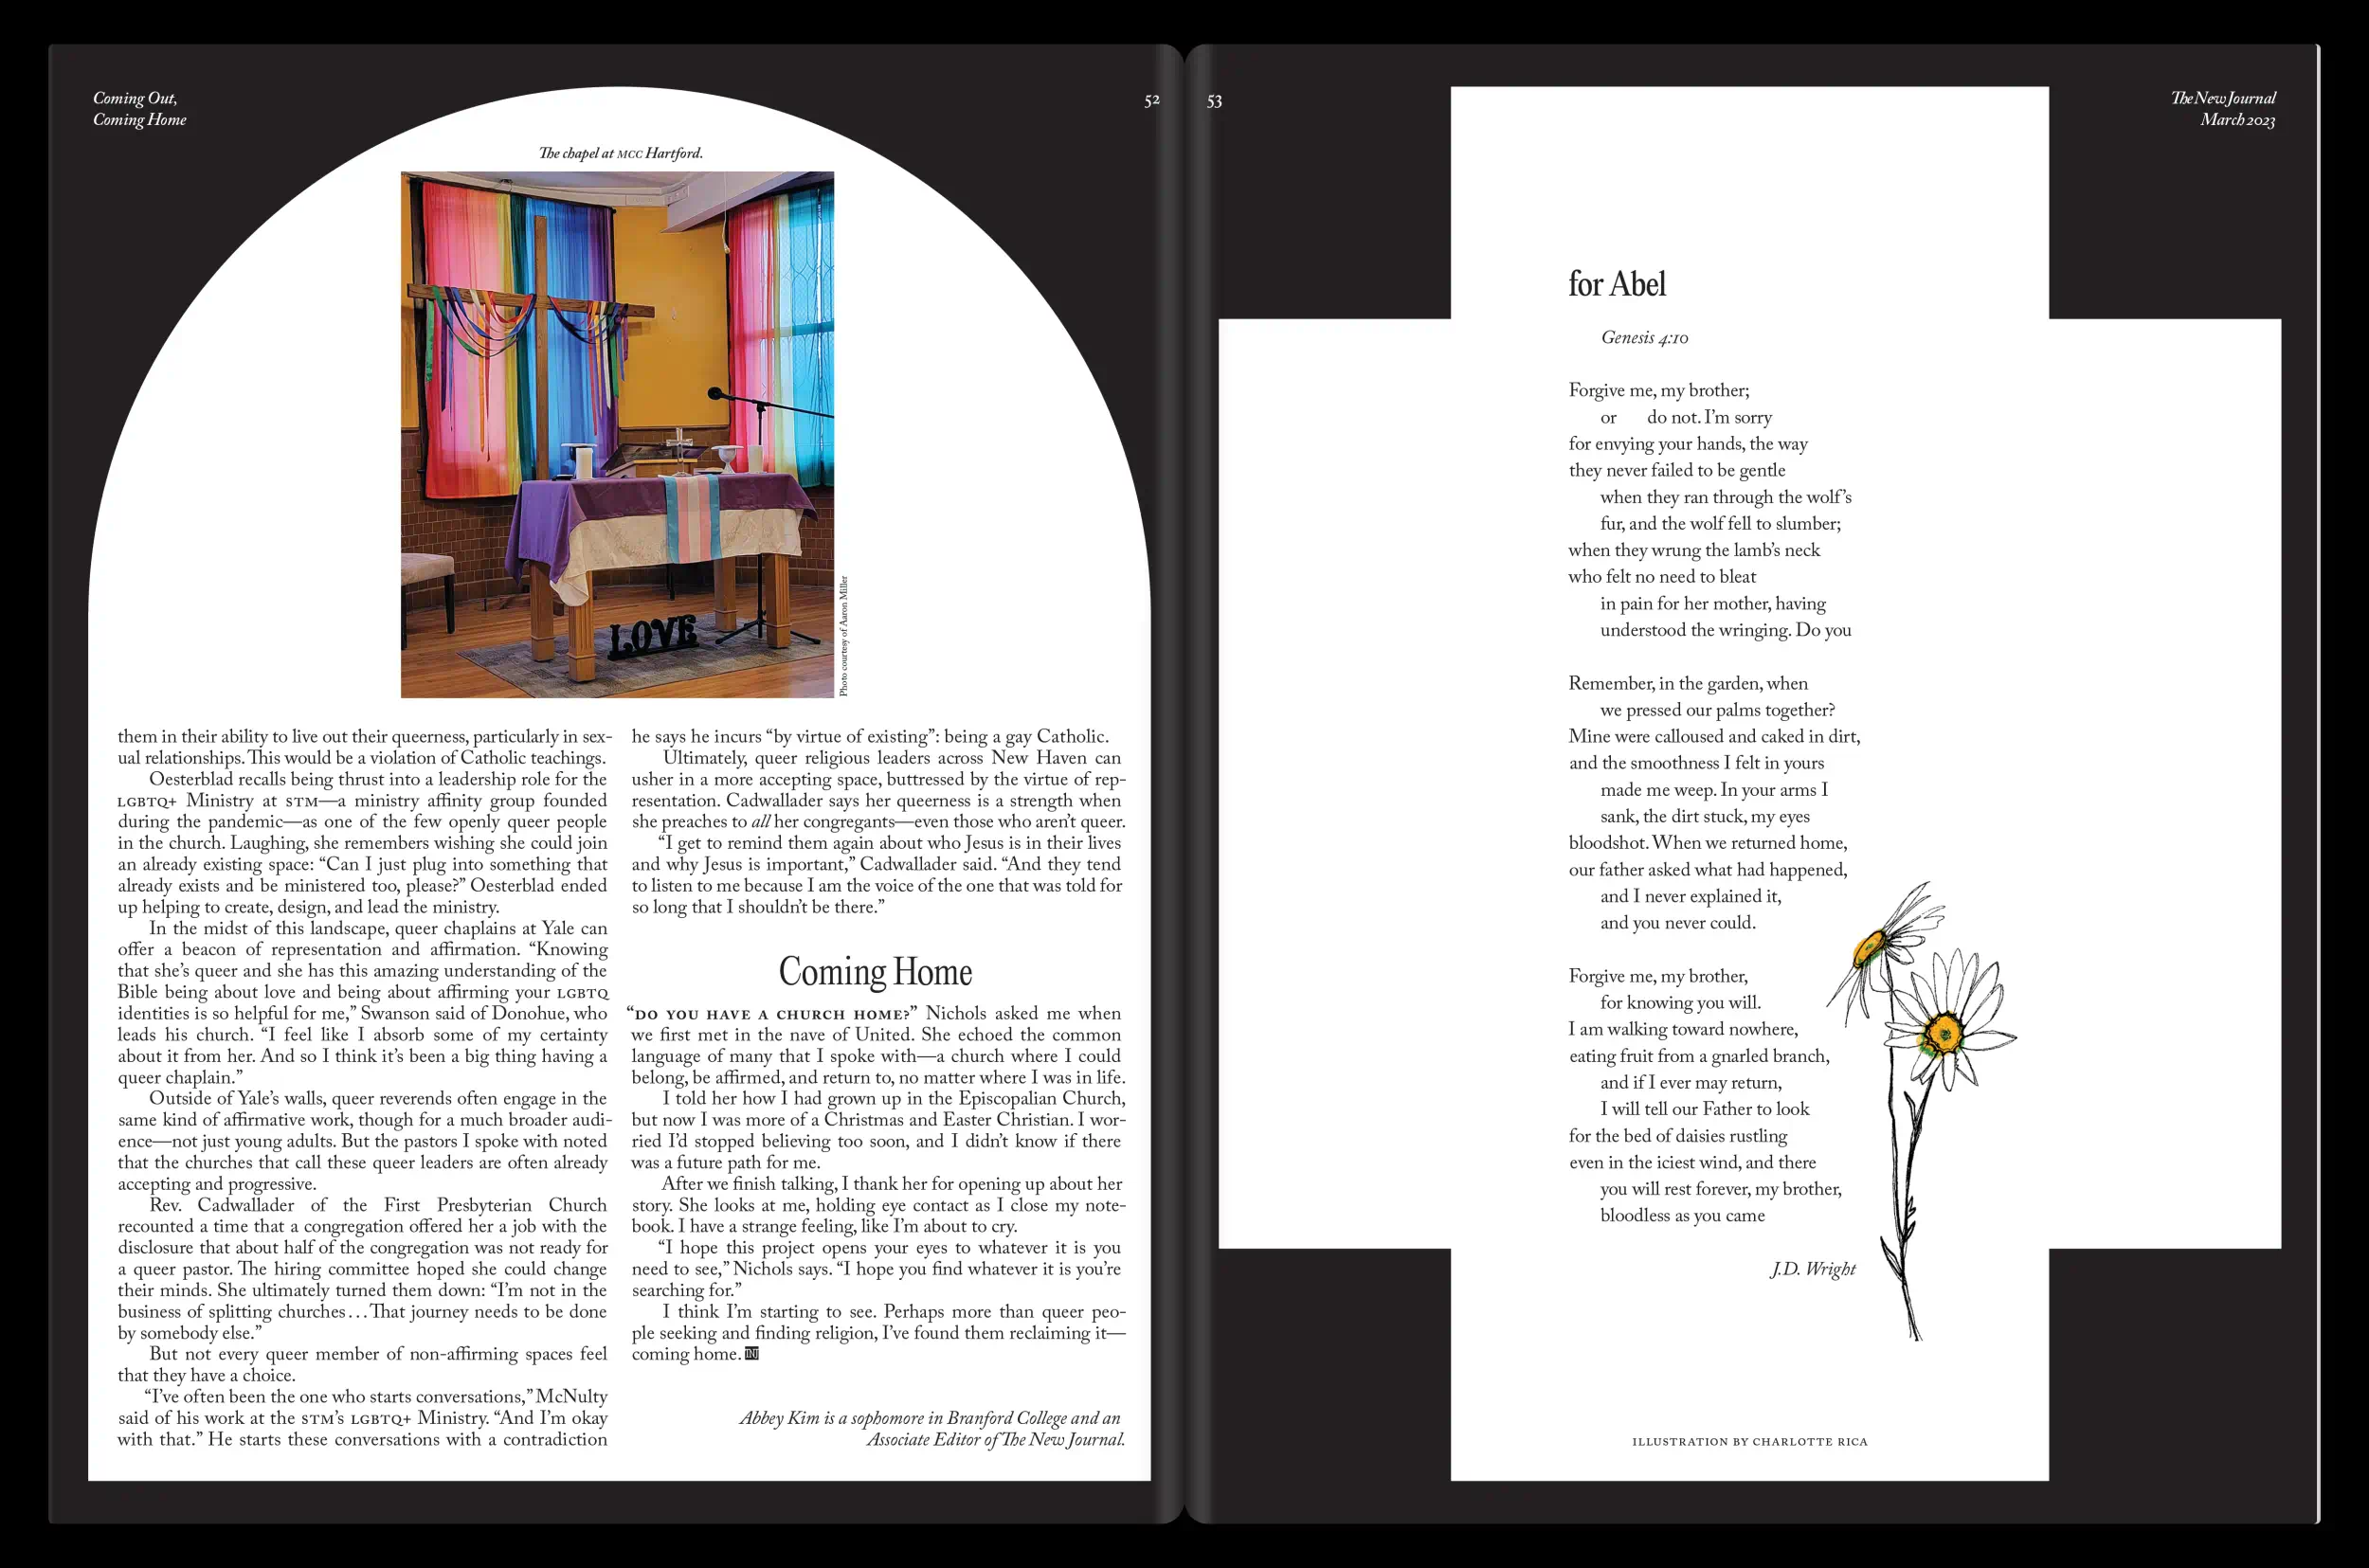 Coming Out,
Coming Home
52
The chapel at MCC Hartford.
LOVE
Photo courtesy of Aaron Miller
them in their ability to live out their queerness, particularly in sex-
ual relationships. This would be a violation of Catholic teachings.
Oesterblad recalls being thrust into a leadership role for the
LGBTQ+ Ministry at STM—a ministry affinity group founded
during the pandemic—as one of the few openly queer people
in the church. Laughing, she remembers wishing she could join
an already existing space: “Can I just plug into something that
already exists and be ministered too, please?” Oesterblad ended
up helping to create, design, and lead the ministry.
In the midst of this landscape, queer chaplains at Yale can
offer a beacon of representation and affirmation. “Knowing
that she’s queer and she has this amazing understanding of the
Bible being about love and being about affirming your LGBTQ
identities is so helpful for me,” Swanson said of Donohue, who
leads his church. “I feel like I absorb some of my certainty
about it from her. And so I think it’s been a big thing having a
queer chaplain.”
Outside of Yale’s walls, queer reverends often engage in the
same kind of affirmative work, though for a much broader audi-
ence—not just young adults. But the pastors I spoke with noted
that the churches that call these queer leaders are often already
accepting and progressive.
Rev. Cadwallader of the First Presbyterian Church
recounted a time that a congregation offered her a job with the
disclosure that about half of the congregation was not ready for
a queer pastor. The hiring committee hoped she could change
their minds. She ultimately turned them down: “I’m not in the
business of splitting churches…That journey needs to be done
by somebody else.”
But not every queer member of non-affirming spaces feel
that they have a choice.
“I’ve often been the one who starts conversations,” McNulty
said of his work at the STM’s LGBTQ+ Ministry. “And I’m okay
with that.” He starts these conversations with a contradiction
he says he incurs “by virtue of existing”: being a gay Catholic.
Ultimately, queer religious leaders across New Haven can
usher in a more accepting space, buttressed by the virtue of rep-
resentation. Cadwallader says her queerness is a strength when
she preaches to all her congregants—even those who aren’t queer.
“I get to remind them again about who Jesus is in their lives
and why Jesus is important,” Cadwallader said. “And they tend
to listen to me because I am the voice of the one that was told for
so long that I shouldn’t be there.”
Coming Home
“DO YOU HAVE A CHURCH HOME?” Nichols asked me when
we first met in the nave of United. She echoed the common
language of many that I spoke with—a church where I could
belong, be affirmed, and return to, no matter where I was in life.
I told her how I had grown up in the Episcopalian Church,
but now I was more of a Christmas and Easter Christian. I wor-
ried I’d stopped believing too soon, and I didn’t know if there
was a future path for me.
After we finish talking, I thank her for opening up about her
story. She looks at me, holding eye contact as I close my note-
book. I have a strange feeling, like I’m about to cry.
“I hope this project opens your eyes to whatever it is you
need to see,” Nichols says. “I hope you find whatever it is you’re
searching for.”
I think I’m starting to see. Perhaps more than queer peo-
ple seeking and finding religion, I’ve found them reclaiming it—
coming home. TNJ
Abbey Kim is a sophomore in Branford College and an
Associate Editor of The New Journal.
53
The New Journal
March 2023
for Abel
Genesis 4:10
Forgive me, my brother;
or do not. I’m sorry
for envying your hands, the way
they never failed to be gentle
when they ran through the wolf’s
fur, and the wolf fell to slumber;
when they wrung the lamb’s neck
who felt no need to bleat
in pain for her mother, having
understood the wringing. Do you
Remember, in the garden, when
we pressed our palms together?
Mine were calloused and caked in dirt,
and the smoothness I felt in yours
made me weep. In your arms I
sank, the dirt stuck, my eyes
bloodshot. When we returned home,
our father asked what had happened,
and I never explained it,
and you never could.
Forgive me, my brother,
for knowing you will.
I am walking toward nowhere,
eating fruit from a gnarled branch,
and if I ever may return,
I will tell our Father to look
for the bed of daisies rustling
even in the iciest wind, and there
you will rest forever, my brother,
bloodless as you came
J.D. Wright
ILLUSTRATION BY CHARLOTTE RICA